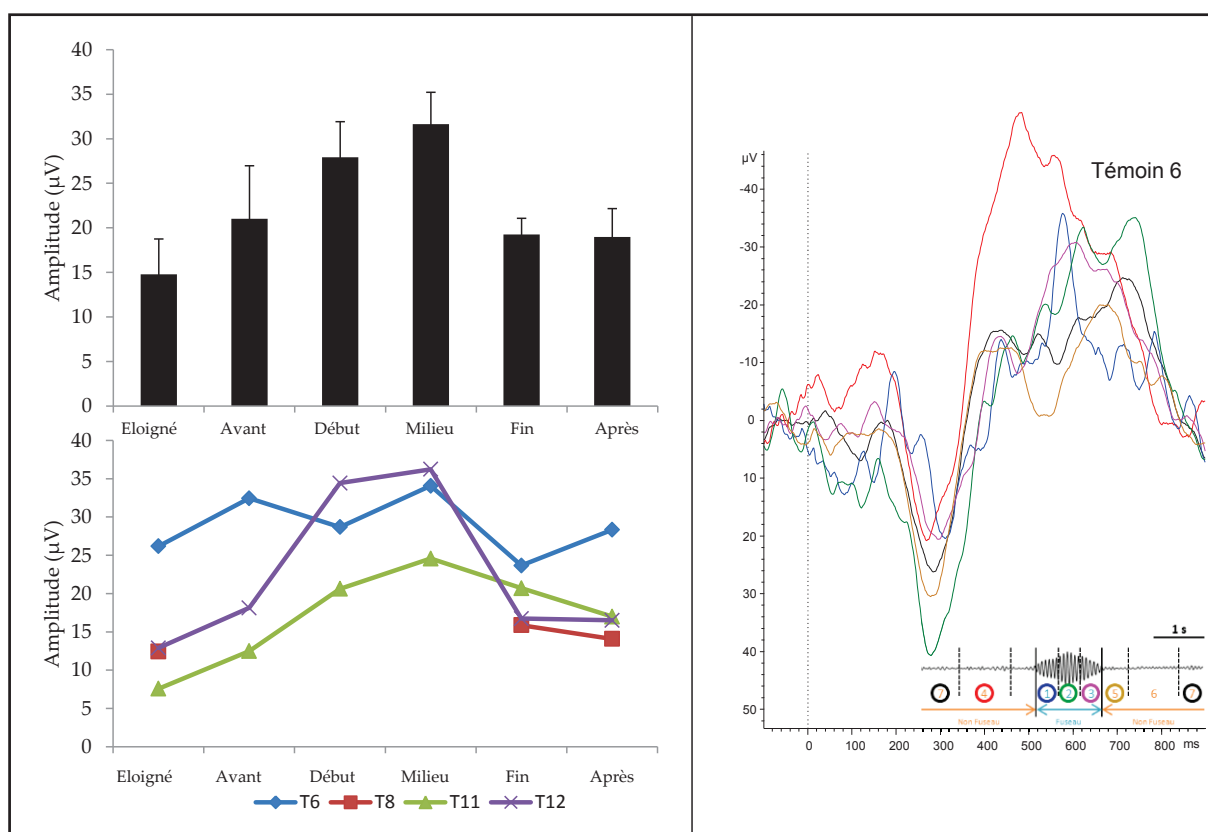 40
35
30
25
20
15
10
5
0
Amplitude (µV)
Eloigné Avant Début Milieu Fin Après
40
35
30
25
20
15
10
5
0
Amplitude (µV)
Eloigné Avant Début Milieu Fin Après
T6 T8 T11 T12
µV
Témoin 6
-40
-30
-20
-10
0
10
20
30
40
50
1 s
7 4 1 2 3 5 6 7
Non Fuseau Fuseau Non Fuseau
0 100 200 300 400 500 600 700 800 ms